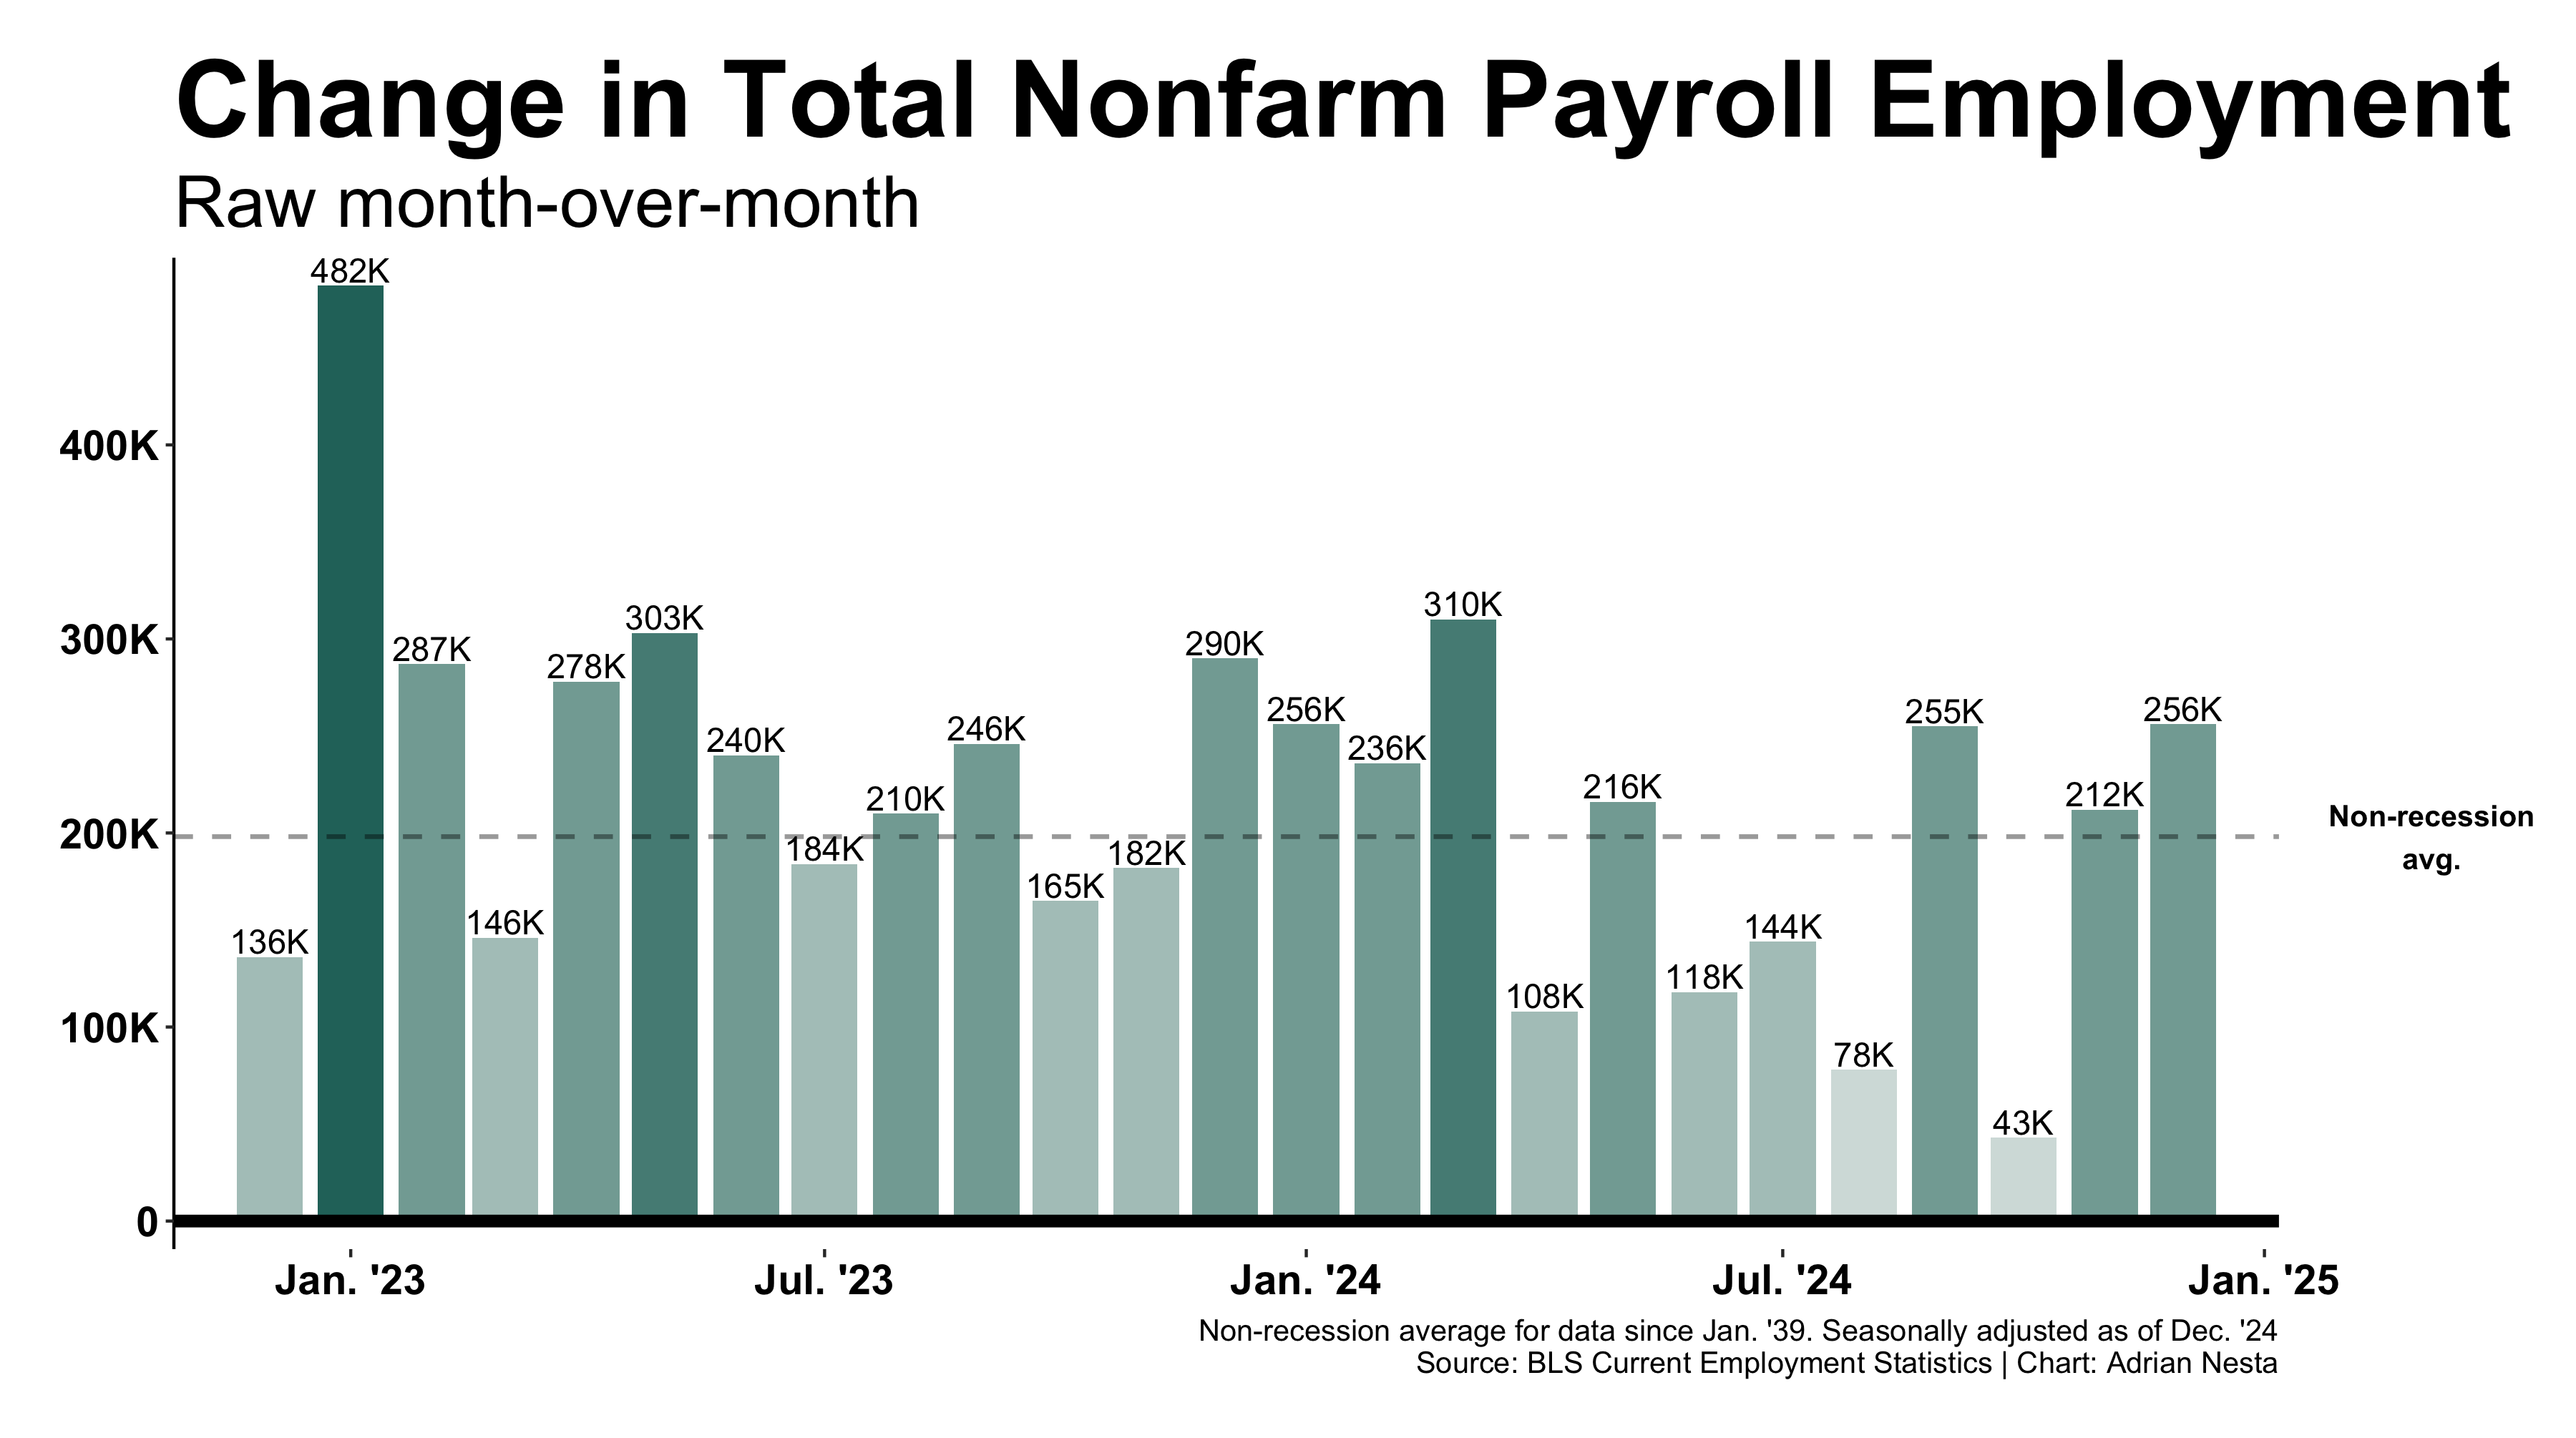 Change in Total Nonfarm Payroll Employment
Raw month-over-month
482K
400K
310K
303K
300K
290K
287K
278K
256K
255K
256K
246K
240K
236K
216K
212K
210K
Non-recession
avg.
200K
184K
182K
165K
146K
144K
136K
118K
108K
100K
78K
43K
0
Jan. '23
Jul. '23
Jan. '24
Jul. '24
Jan. '25
Non-recession average for data since Jan. '39. Seasonally adjusted as of Dec. '24
Source: BLS Current Employment Statistics | Chart: Adrian Nesta